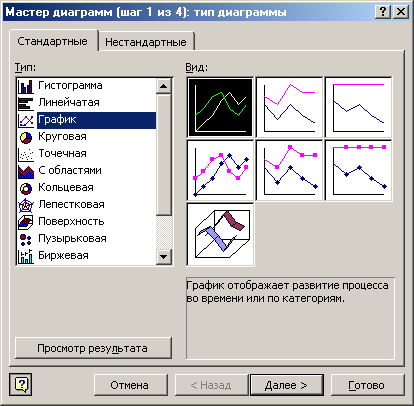 Мастер диаграмм (шаг 1 из 4): тип диаграммы
Стандартные
Нестандартные
Тип:
Вид:
Гистограмма
Линейчатая
График
Круговая
Точечная
С областями
Кольцевая
Лепестковая
Поверхность
Пузырьковая
Биржевая
График отображает развитие процесса
во времени или по категориям.
Просмотр результата
?
Отмена
< Назад
Далее >
Готово